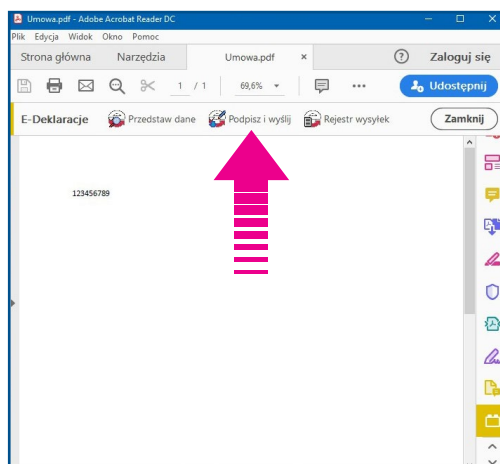 Umowa.pdf - Adobe Acrobat Reader DC
Plik Edycja Widok Okno Pomoc
Strona główna Narzędzia Umowa.pdf × ? Zaloguj się
1 / 1 69,6% Udostępnij
E-Deklaracje Przedstaw dane Podpisz i wyślij Rejestr wysyłek Zamknij
123456789